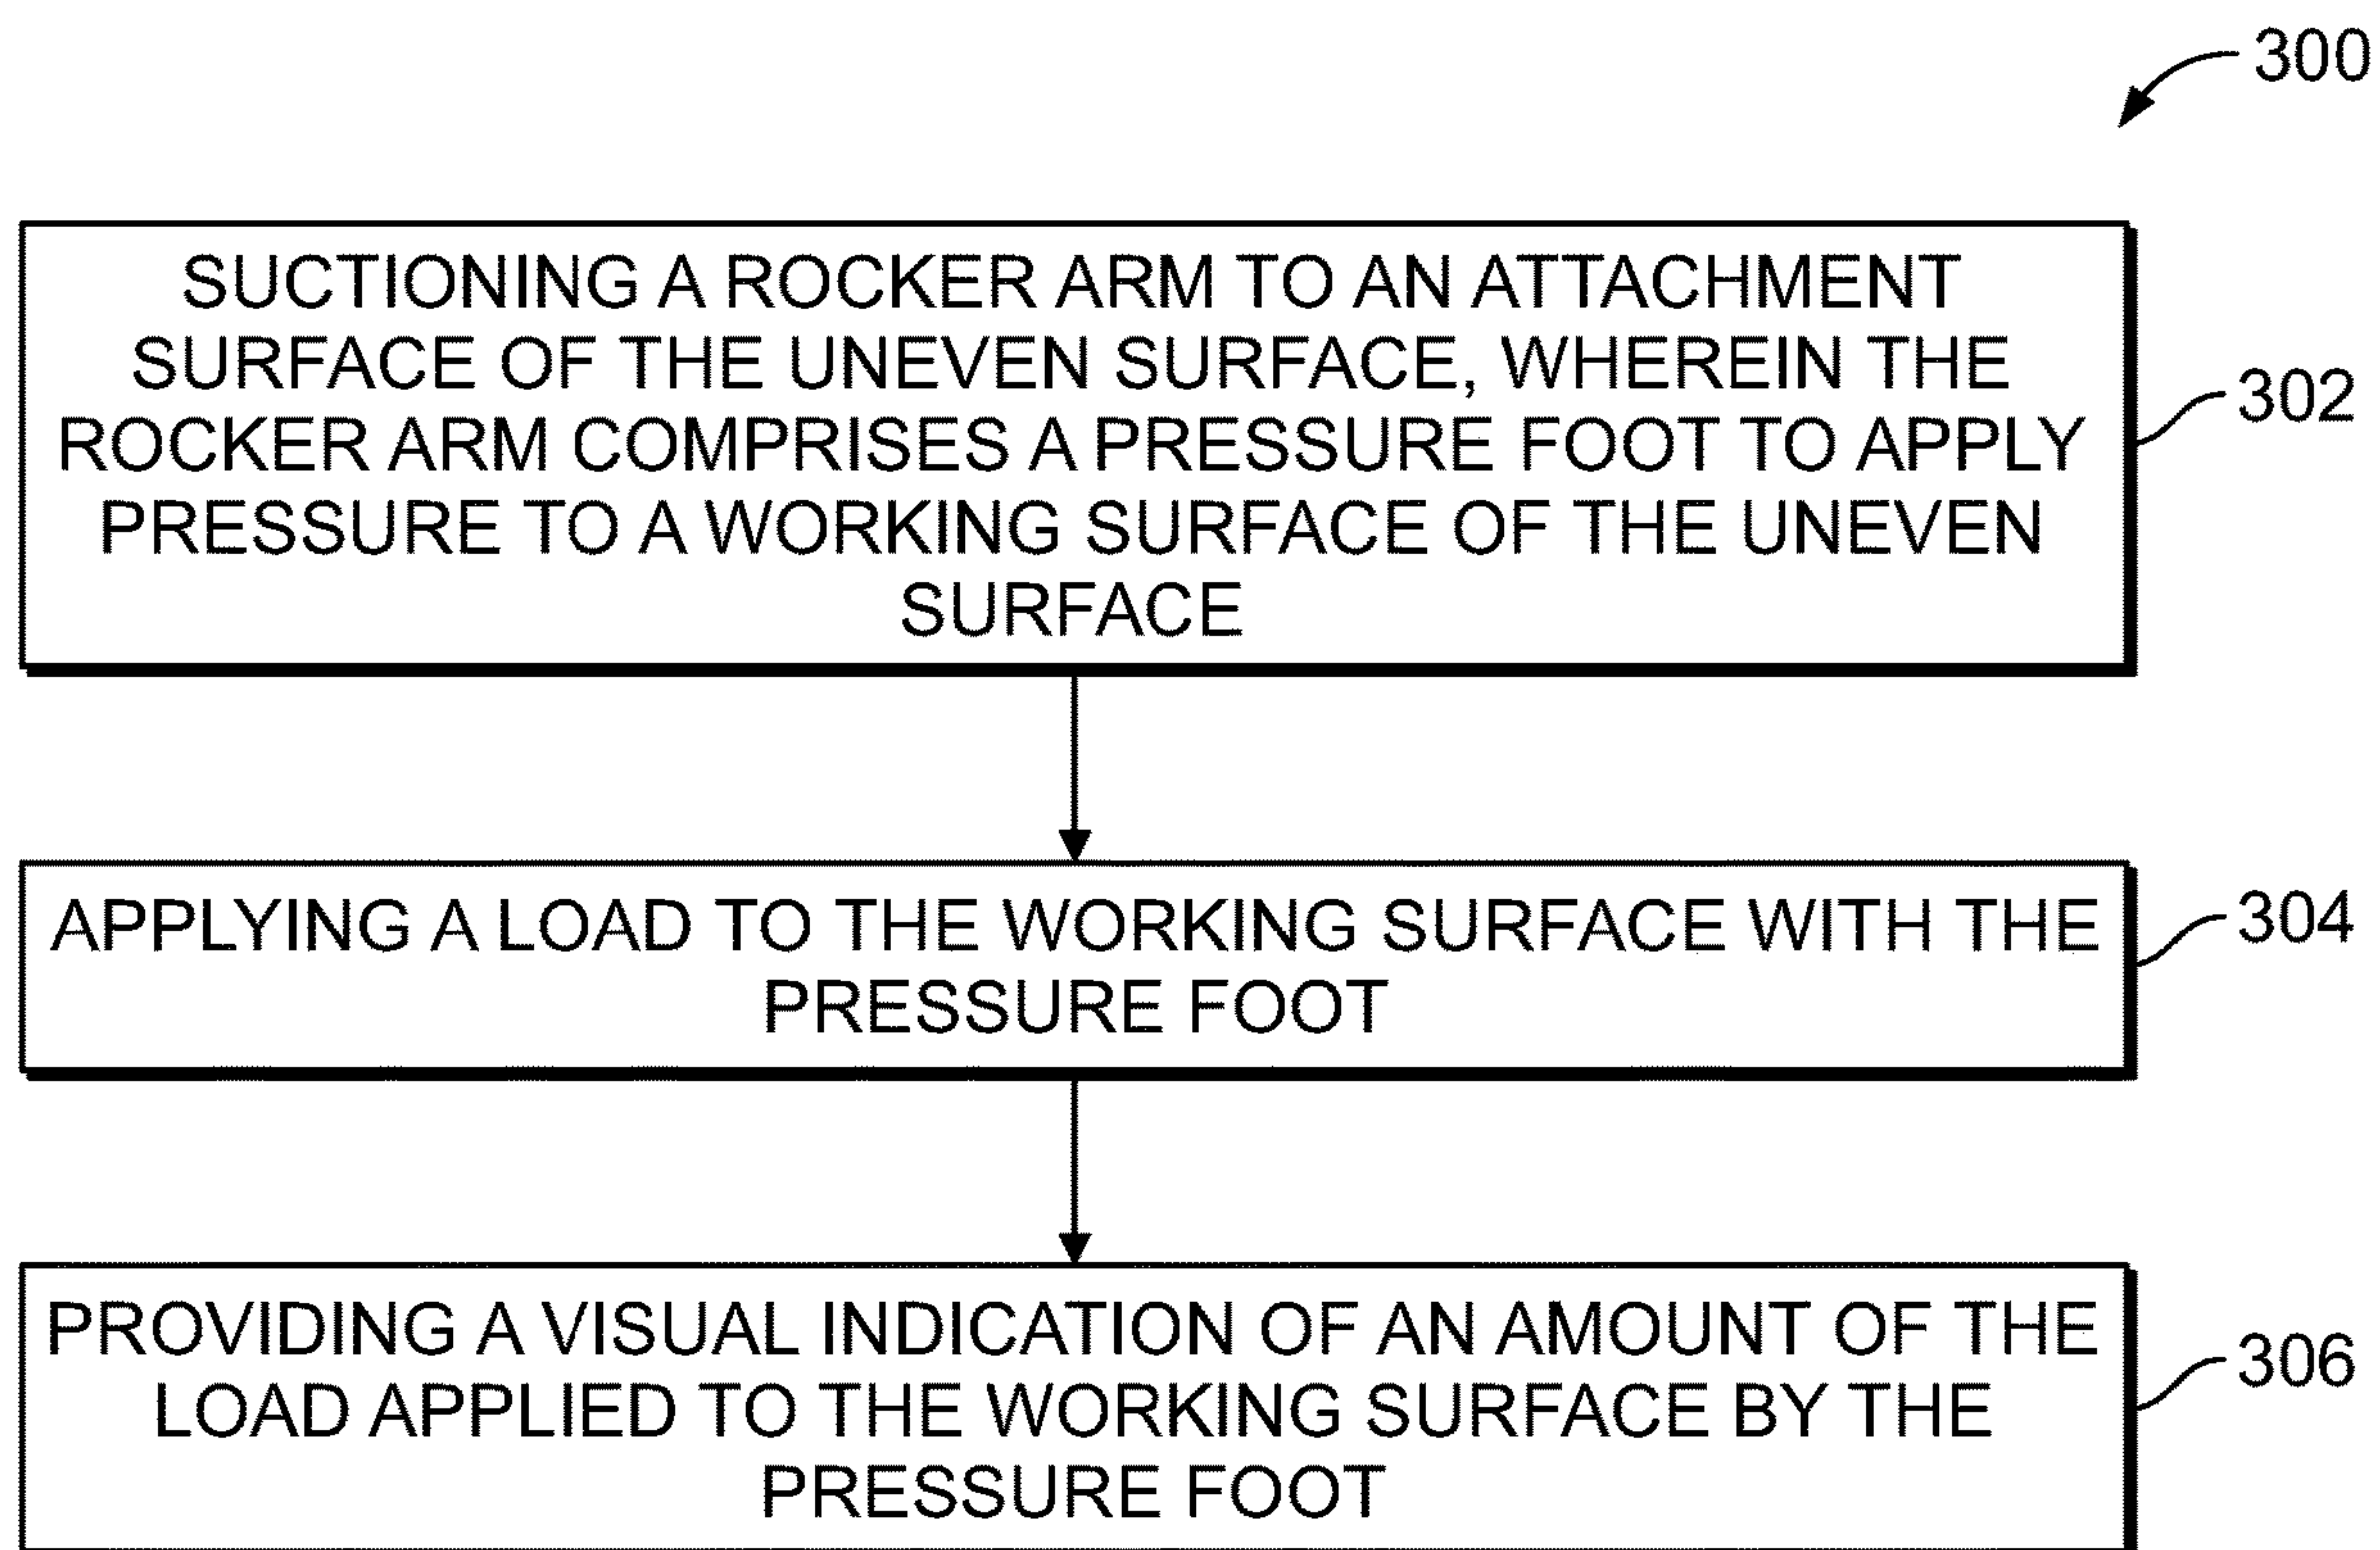 300
SUCTIONING A ROCKER ARM TO AN ATTACHMENT
SURFACE OF THE UNEVEN SURFACE, WHEREIN THE
ROCKER ARM COMPRISES A PRESSURE FOOT TO APPLY
PRESSURE TO A WORKING SURFACE OF THE UNEVEN
SURFACE
302
APPLYING A LOAD TO THE WORKING SURFACE WITH THE
PRESSURE FOOT
304
PROVIDING A VISUAL INDICATION OF AN AMOUNT OF THE
LOAD APPLIED TO THE WORKING SURFACE BY THE
PRESSURE FOOT
306